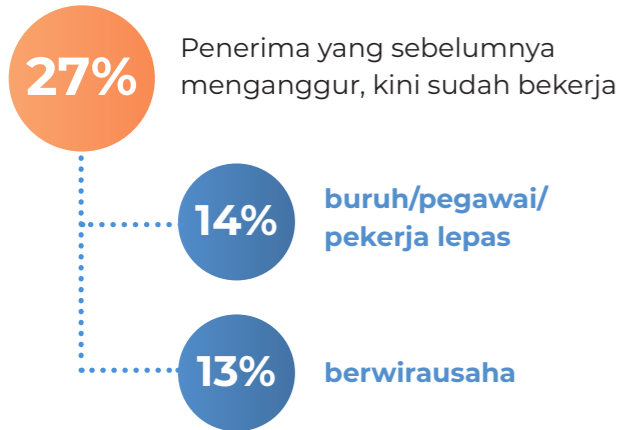 27%
Penerima yang sebelumnya
menganggur, kini sudah bekerja
14%
buruh/pegawai/
pekerja lepas
13%
berwirausaha